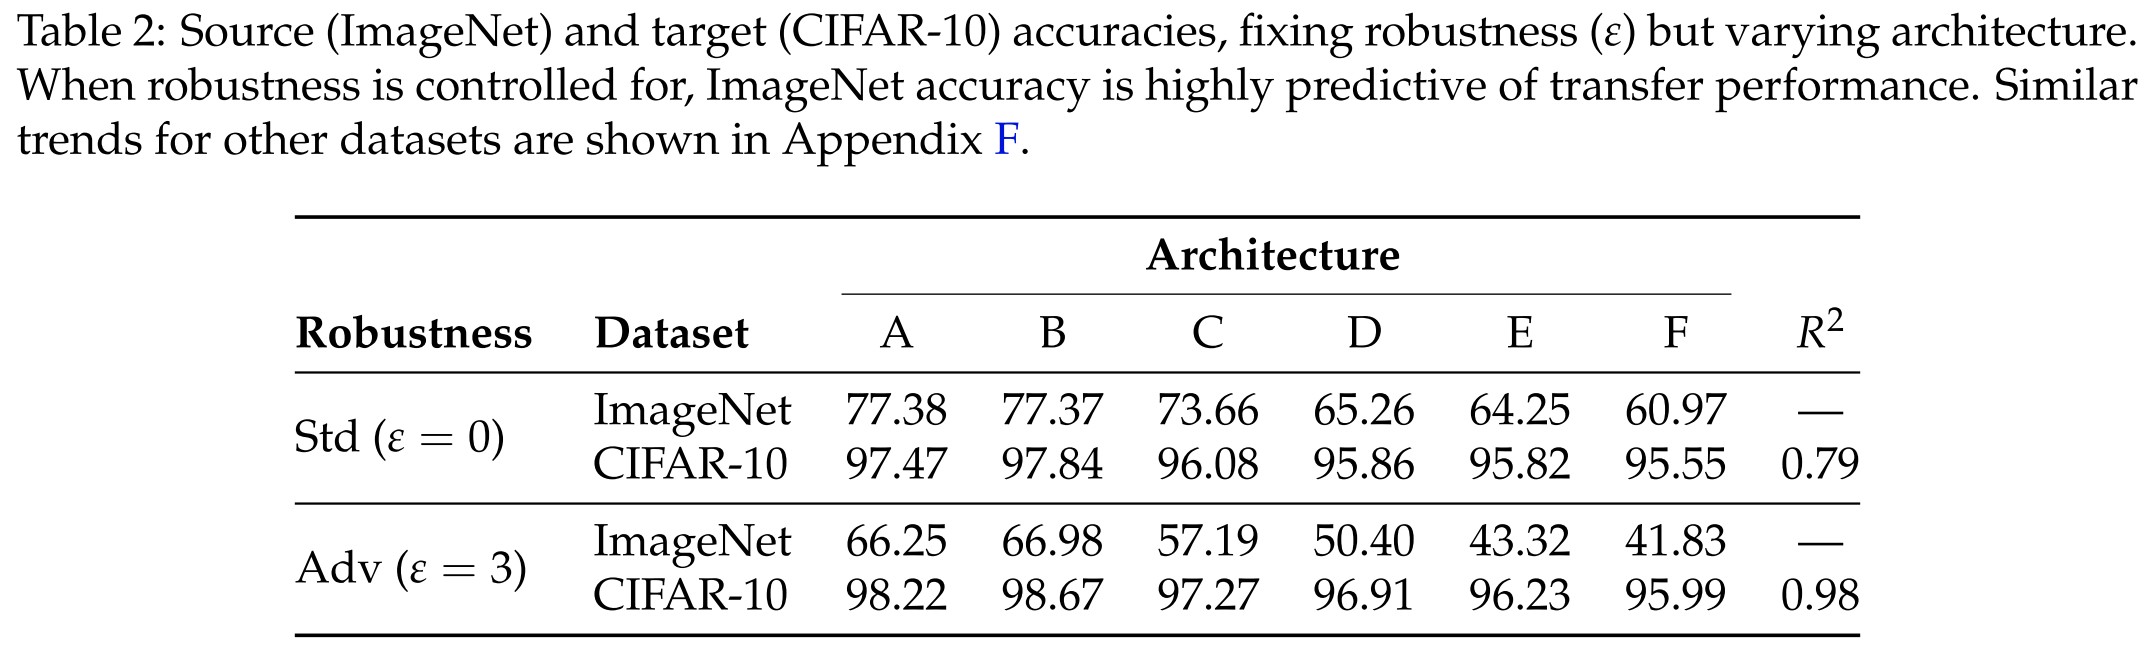 Table 2: Source (ImageNet) and target (CIFAR-10) accuracies, fixing robustness (ε) but varying architecture.
When robustness is controlled for, ImageNet accuracy is highly predictive of transfer performance. Similar
trends for other datasets are shown in Appendix F.
Architecture
Robustness Dataset A B C D E F R²
Std (ε = 0)
ImageNet 77.38 77.37 73.66 65.26 64.25 60.97 —
CIFAR-10 97.47 97.84 96.08 95.86 95.82 95.55 0.79
Adv (ε = 3)
ImageNet 66.25 66.98 57.19 50.40 43.32 41.83 —
CIFAR-10 98.22 98.67 97.27 96.91 96.23 95.99 0.98